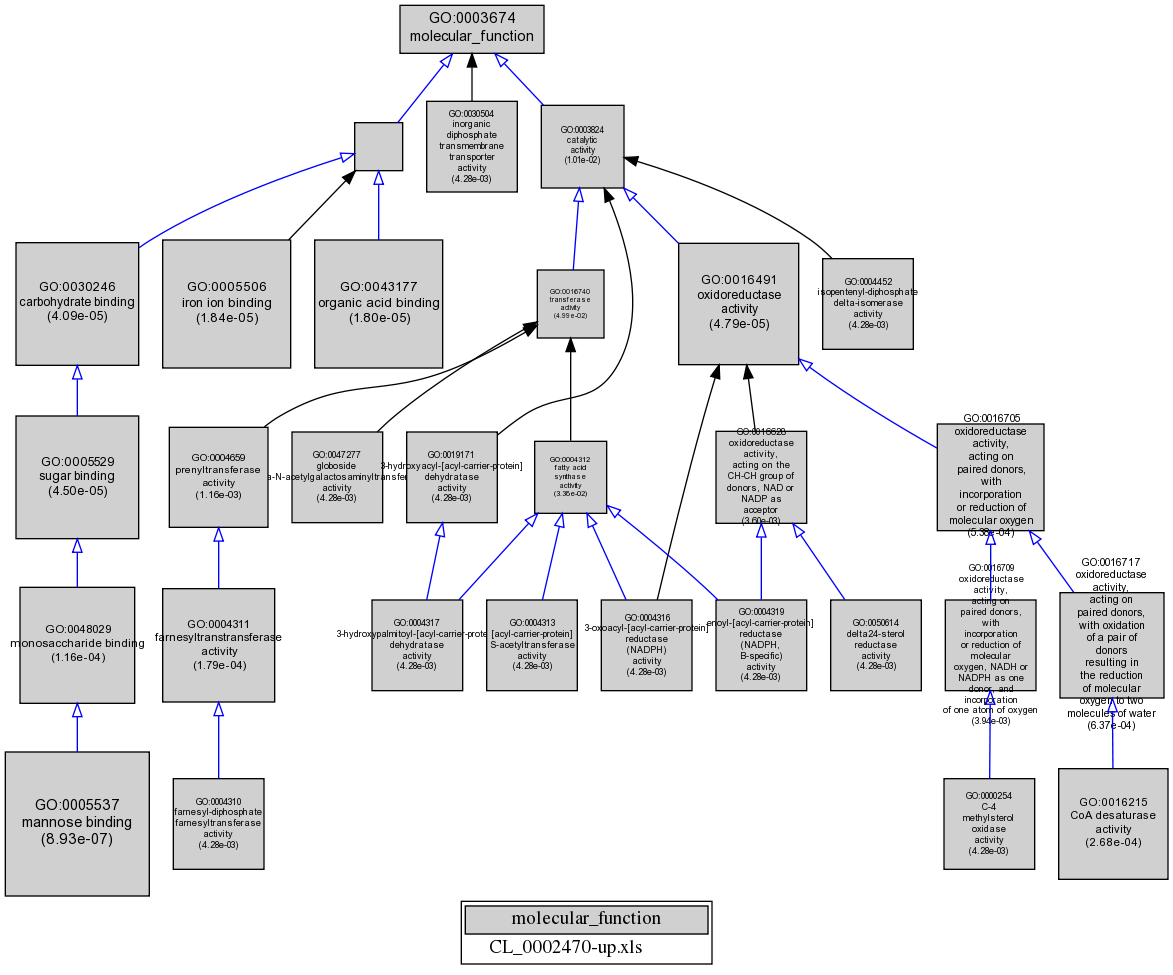 GO:0003674
molecular_function
GO:0030504
inorganic
diphosphate
transmembrane
transporter
activity
(4.28e-03)
GO:0003824
catalytic
activity
(1.01e-02)
GO:0030246
carbohydrate binding
(4.09e-05)
GO:0005506
iron ion binding
(1.84e-05)
GO:0043177
organic acid binding
(1.80e-05)
GO:0016740
transferase
activity
(4.99e-02)
GO:0016491
oxidoreductase
activity
(4.79e-05)
GO:0004452
isopentenyl-diphosphate
delta-isomerase
activity
(4.28e-03)
GO:0005529
sugar binding
(4.50e-05)
GO:0004659
prenyltransferase
activity
(1.16e-03)
GO:0047277
globoside
a-N-acetylgalactosaminyltransfer
activity
(4.28e-03)
GO:0019171
3-hydroxyacyl-[acyl-carrier-protein]
dehydratase
activity
(4.28e-03)
GO:0004312
fatty acid
synthase
activity
(3.36e-02)
GO:0016628
oxidoreductase
activity,
acting on the
CH-CH group of
donors, NAD or
NADP as
acceptor
(3.60e-03)
GO:0016705
oxidoreductase
activity,
acting on
paired donors,
with
incorporation
or reduction of
molecular oxygen
(5.38e-04)
GO:0048029
monosaccharide binding
(1.16e-04)
GO:0004311
farnesyltranstransferase
activity
(1.79e-04)
GO:0004317
3-hydroxypalmitoyl-[acyl-carrier-prote
dehydratase
activity
(4.28e-03)
GO:0004313
[acyl-carrier-protein]
S-acetyltransferase
activity
(4.28e-03)
GO:0004316
3-oxoacyl-[acyl-carrier-protein]
reductase
(NADPH)
activity
(4.28e-03)
GO:0004319
enoyl-[acyl-carrier-protein]
reductase
(NADPH,
B-specific)
activity
(4.28e-03)
GO:0050614
delta24-sterol
reductase
activity
(4.28e-03)
GO:0016709
oxidoreductase
activity,
acting on
paired donors,
with
incorporation
or reduction of
molecular
oxygen, NADH or
NADPH as one
donor, and
incorporation
of one atom of oxygen
(3.94e-03)
GO:0016717
oxidoreductase
activity,
acting on
paired donors,
with oxidation
of a pair of
donors
resulting in
the reduction
of molecular
oxygen to two
molecules of water
(6.37e-04)
GO:0005537
mannose binding
(8.93e-07)
GO:0004310
farnesyl-diphosphate
farnesyltransferase
activity
(4.28e-03)
GO:0000254
C-4
methylsterol
oxidase
activity
(4.28e-03)
GO:0016215
CoA desaturase
activity
(2.68e-04)
molecular_function
CL_0002470-up.xls